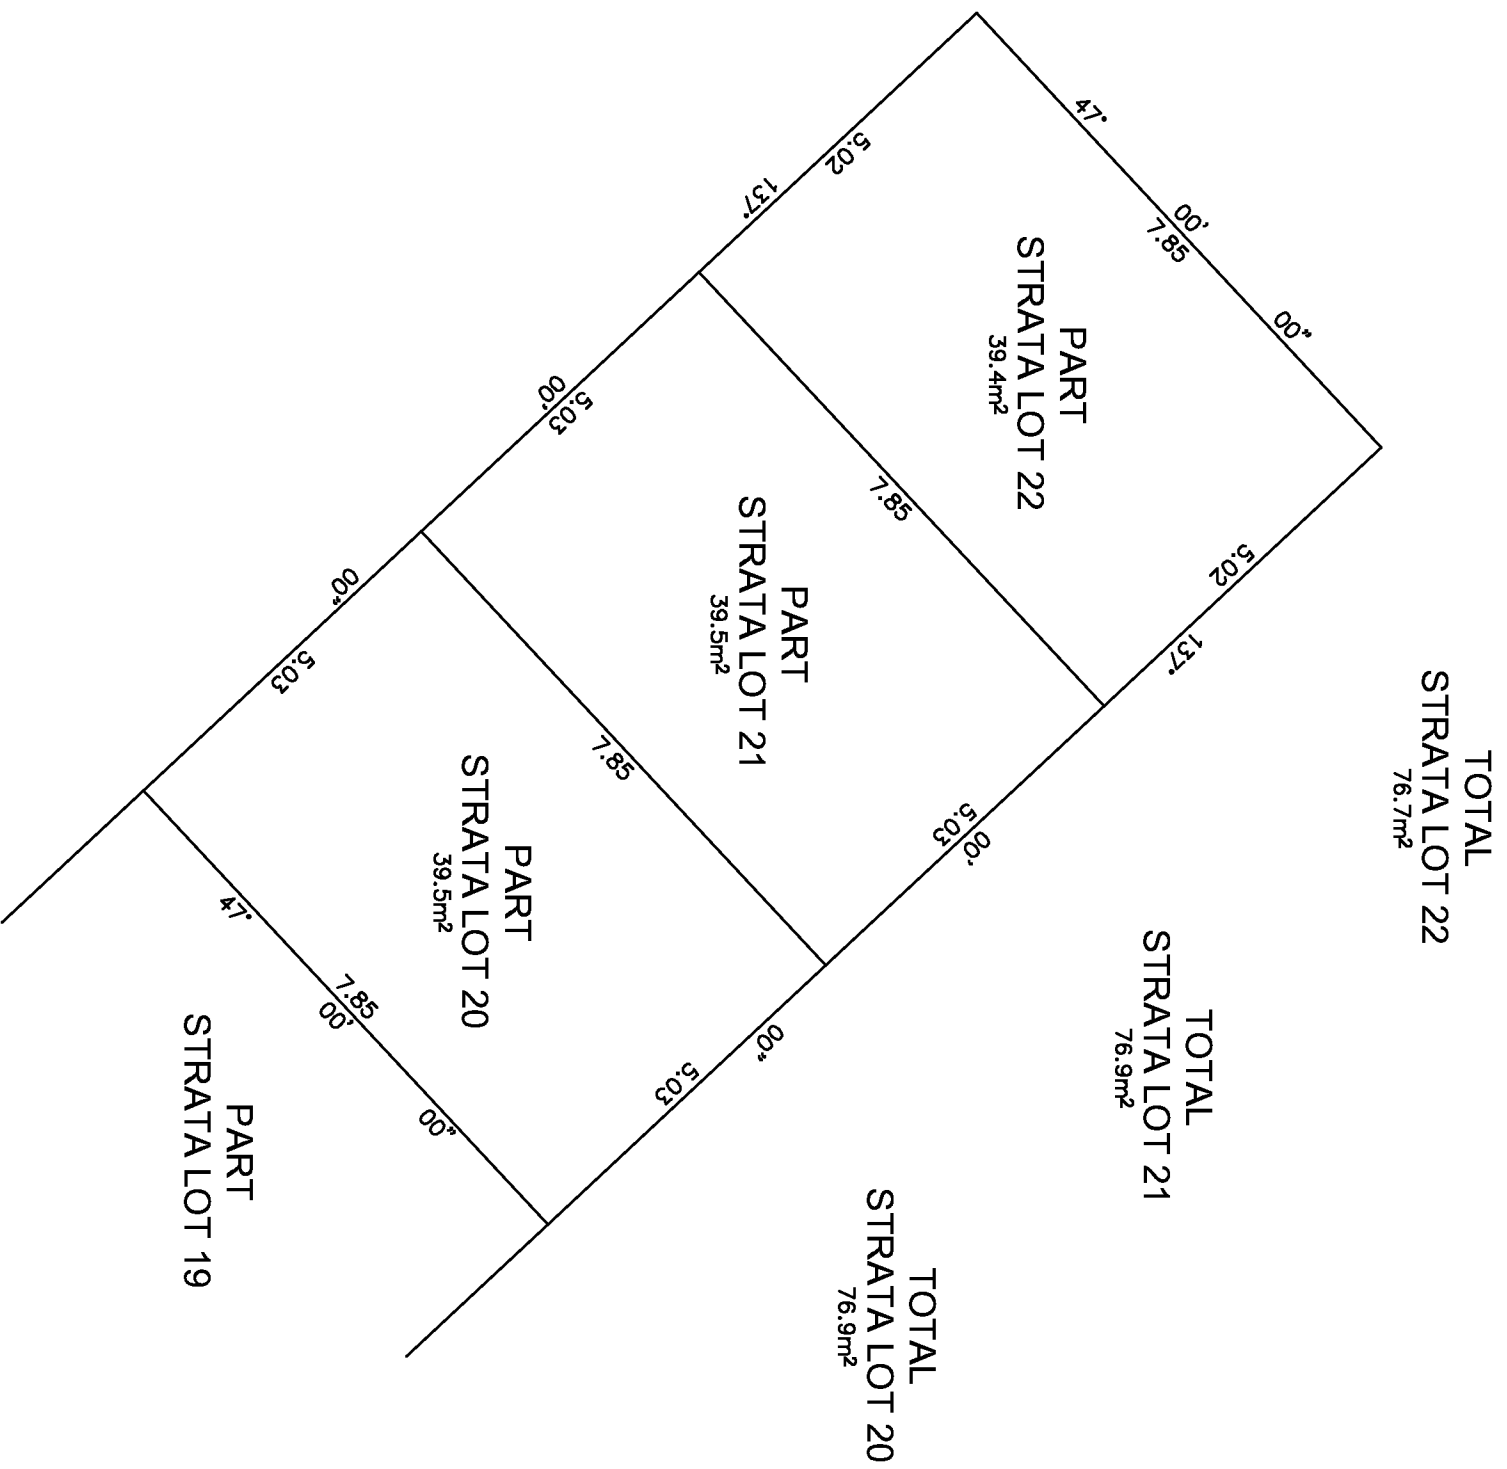 47°
00'
7.85
00"
5.02
137°
PART
STRATA LOT 22
39.4m²
5.02
137°
7.85
00'
5.03
PART
STRATA LOT 21
39.5m²
5.03
00'
7.85
00"
5.03
PART
STRATA LOT 20
39.5m²
5.03
00"
47°
7.85
00'
00"
PART
STRATA LOT 19
TOTAL
STRATA LOT 22
76.7m²
TOTAL
STRATA LOT 21
76.9m²
TOTAL
STRATA LOT 20
76.9m²